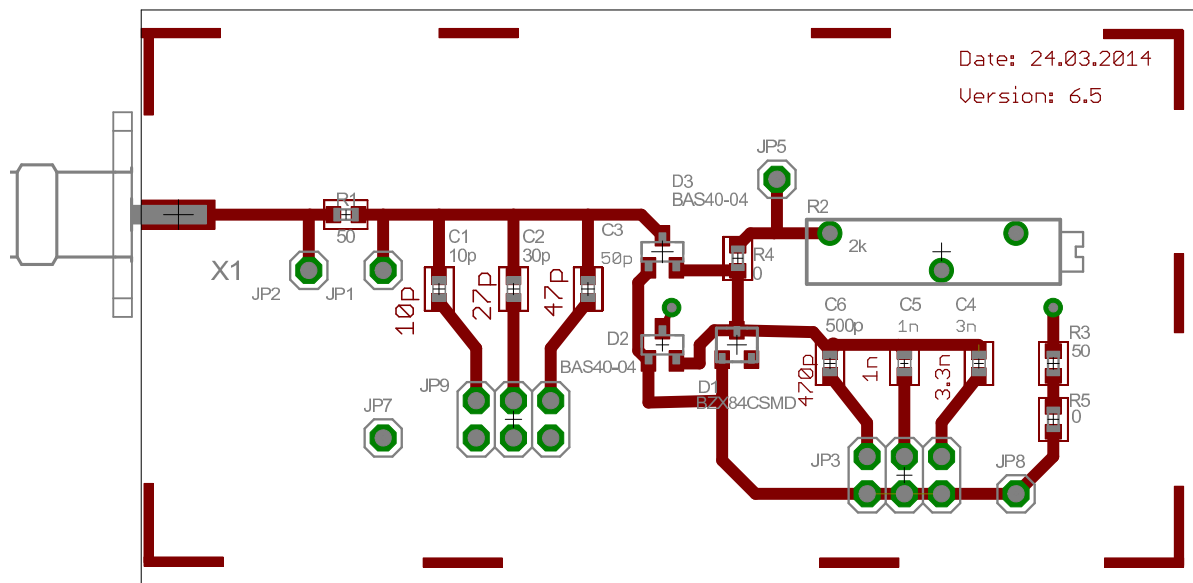 Date: 24.03.2014
Version: 6.5
JP5
D3
BAS40-04
R1
R2
50
C1
C2
C3
10p
30p
50p
2k
R4
0
X1
JP2
JP1
10p
27p
47p
C6
C5
C4
500p
1n
3n
D2
R3
50
BAS40-04
470p
1n
3.3n
JP9
D1
BZX84CSMD
R5
0
JP7
JP3
JP8